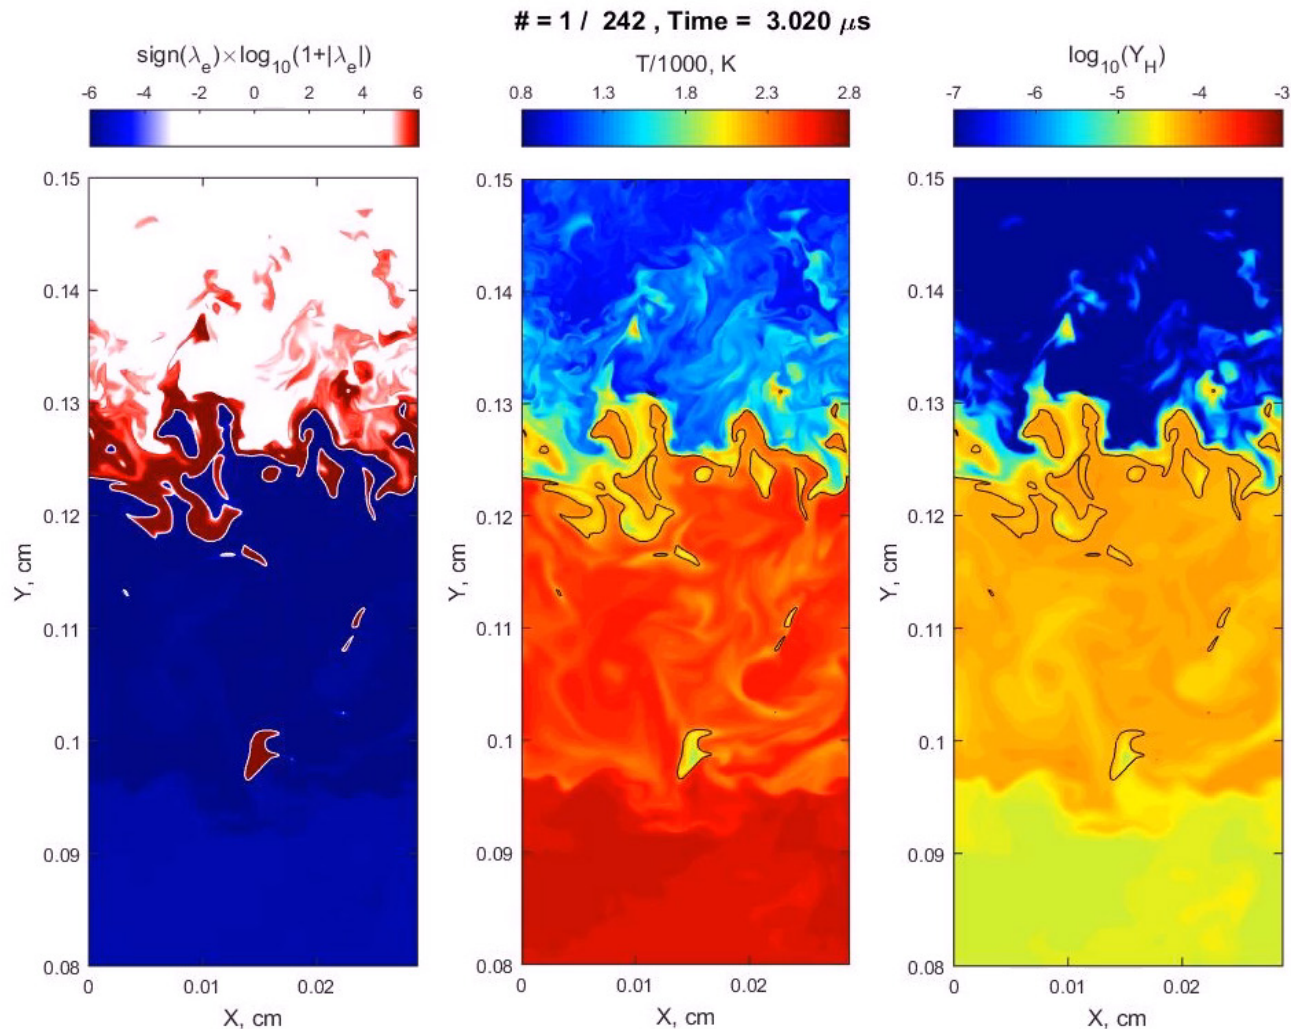 # = 1 / 242 , Time = 3.020 μs
sign(λe)×log10(1+|λe|)
-6 -4 -2 0 2 4 6
T/1000, K
0.8 1.3 1.8 2.3 2.8
log10(YH)
-7 -6 -5 -4 -3
0.15
0.14
0.13
0.12
0.11
0.1
0.09
0.08
Y, cm
0 0.01 0.02
X, cm
0.15
0.14
0.13
0.12
0.11
0.1
0.09
0.08
Y, cm
0 0.01 0.02
X, cm
0.15
0.14
0.13
0.12
0.11
0.1
0.09
0.08
Y, cm
0 0.01 0.02
X, cm